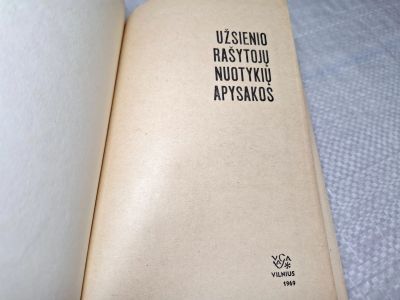 UŽSIENIO
RAŠYTOJŲ
NUOTYKIŲ
APYSAKOS
VILNIUS
1969